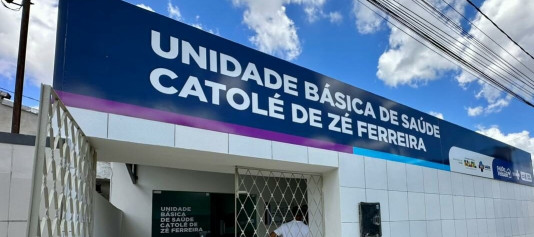 UNIDADE BÁSICA DE SAÚDE
CATOLÉ DE ZÉ FERREIRA
UNIDADE
BÁSICA
DE SAÚDE
CATOLÉ DE
ZÉ FERREIRA